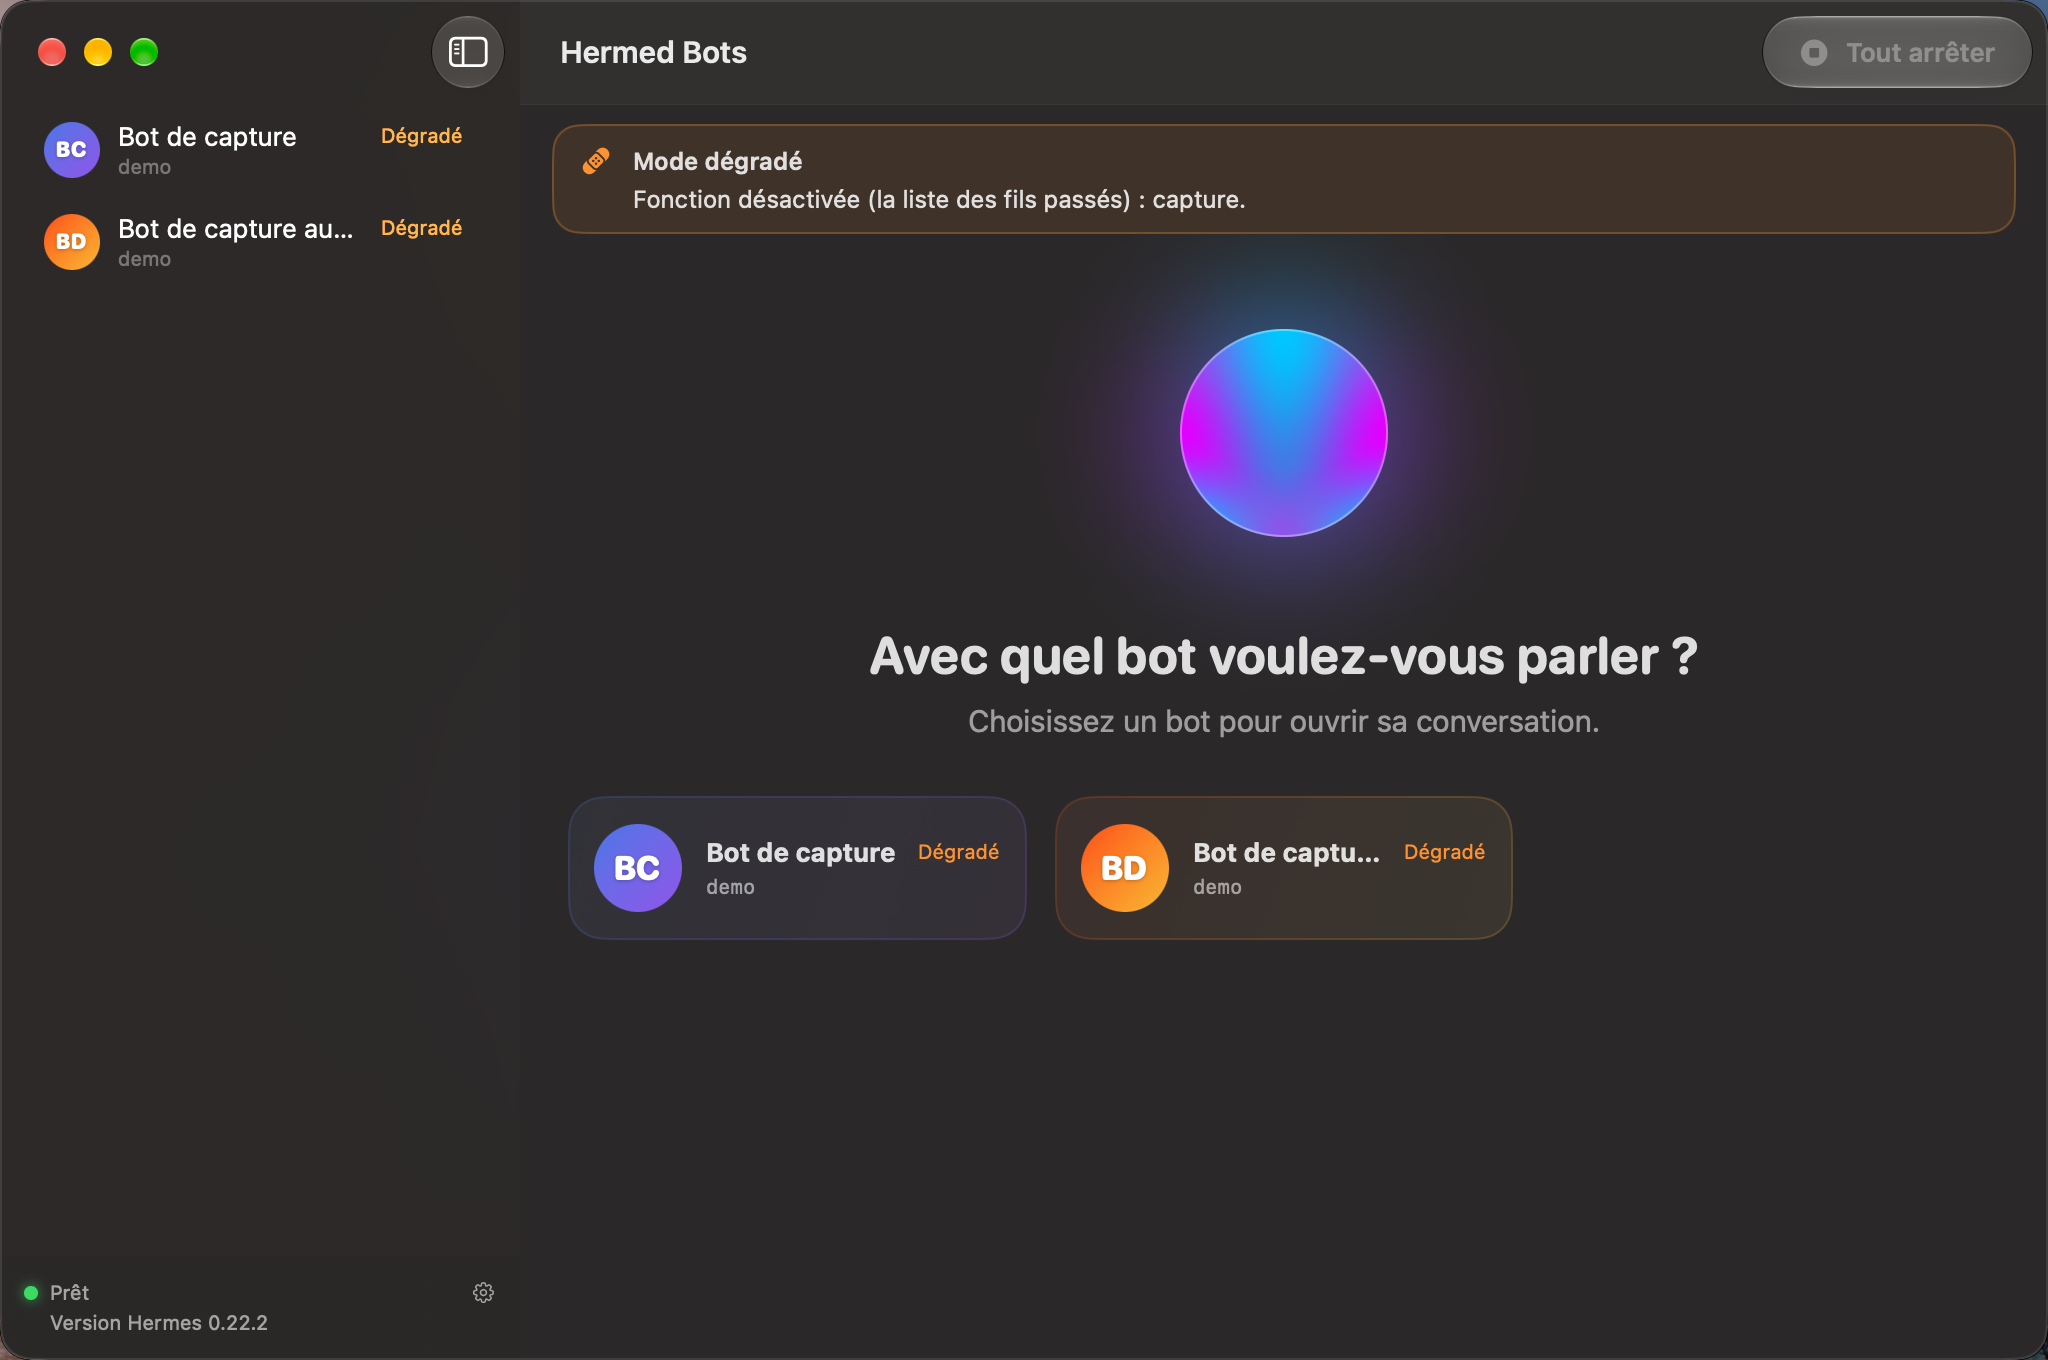 Hermed Bots
Tout arrêter
BC
Bot de capture
Dégradé
demo
BD
Bot de capture au...
Dégradé
demo
Mode dégradé
Fonction désactivée (la liste des fils passés) : capture.
Avec quel bot voulez-vous parler ?
Choisissez un bot pour ouvrir sa conversation.
BC
Bot de capture
Dégradé
demo
BD
Bot de captu...
Dégradé
demo
Prêt
Version Hermes 0.22.2